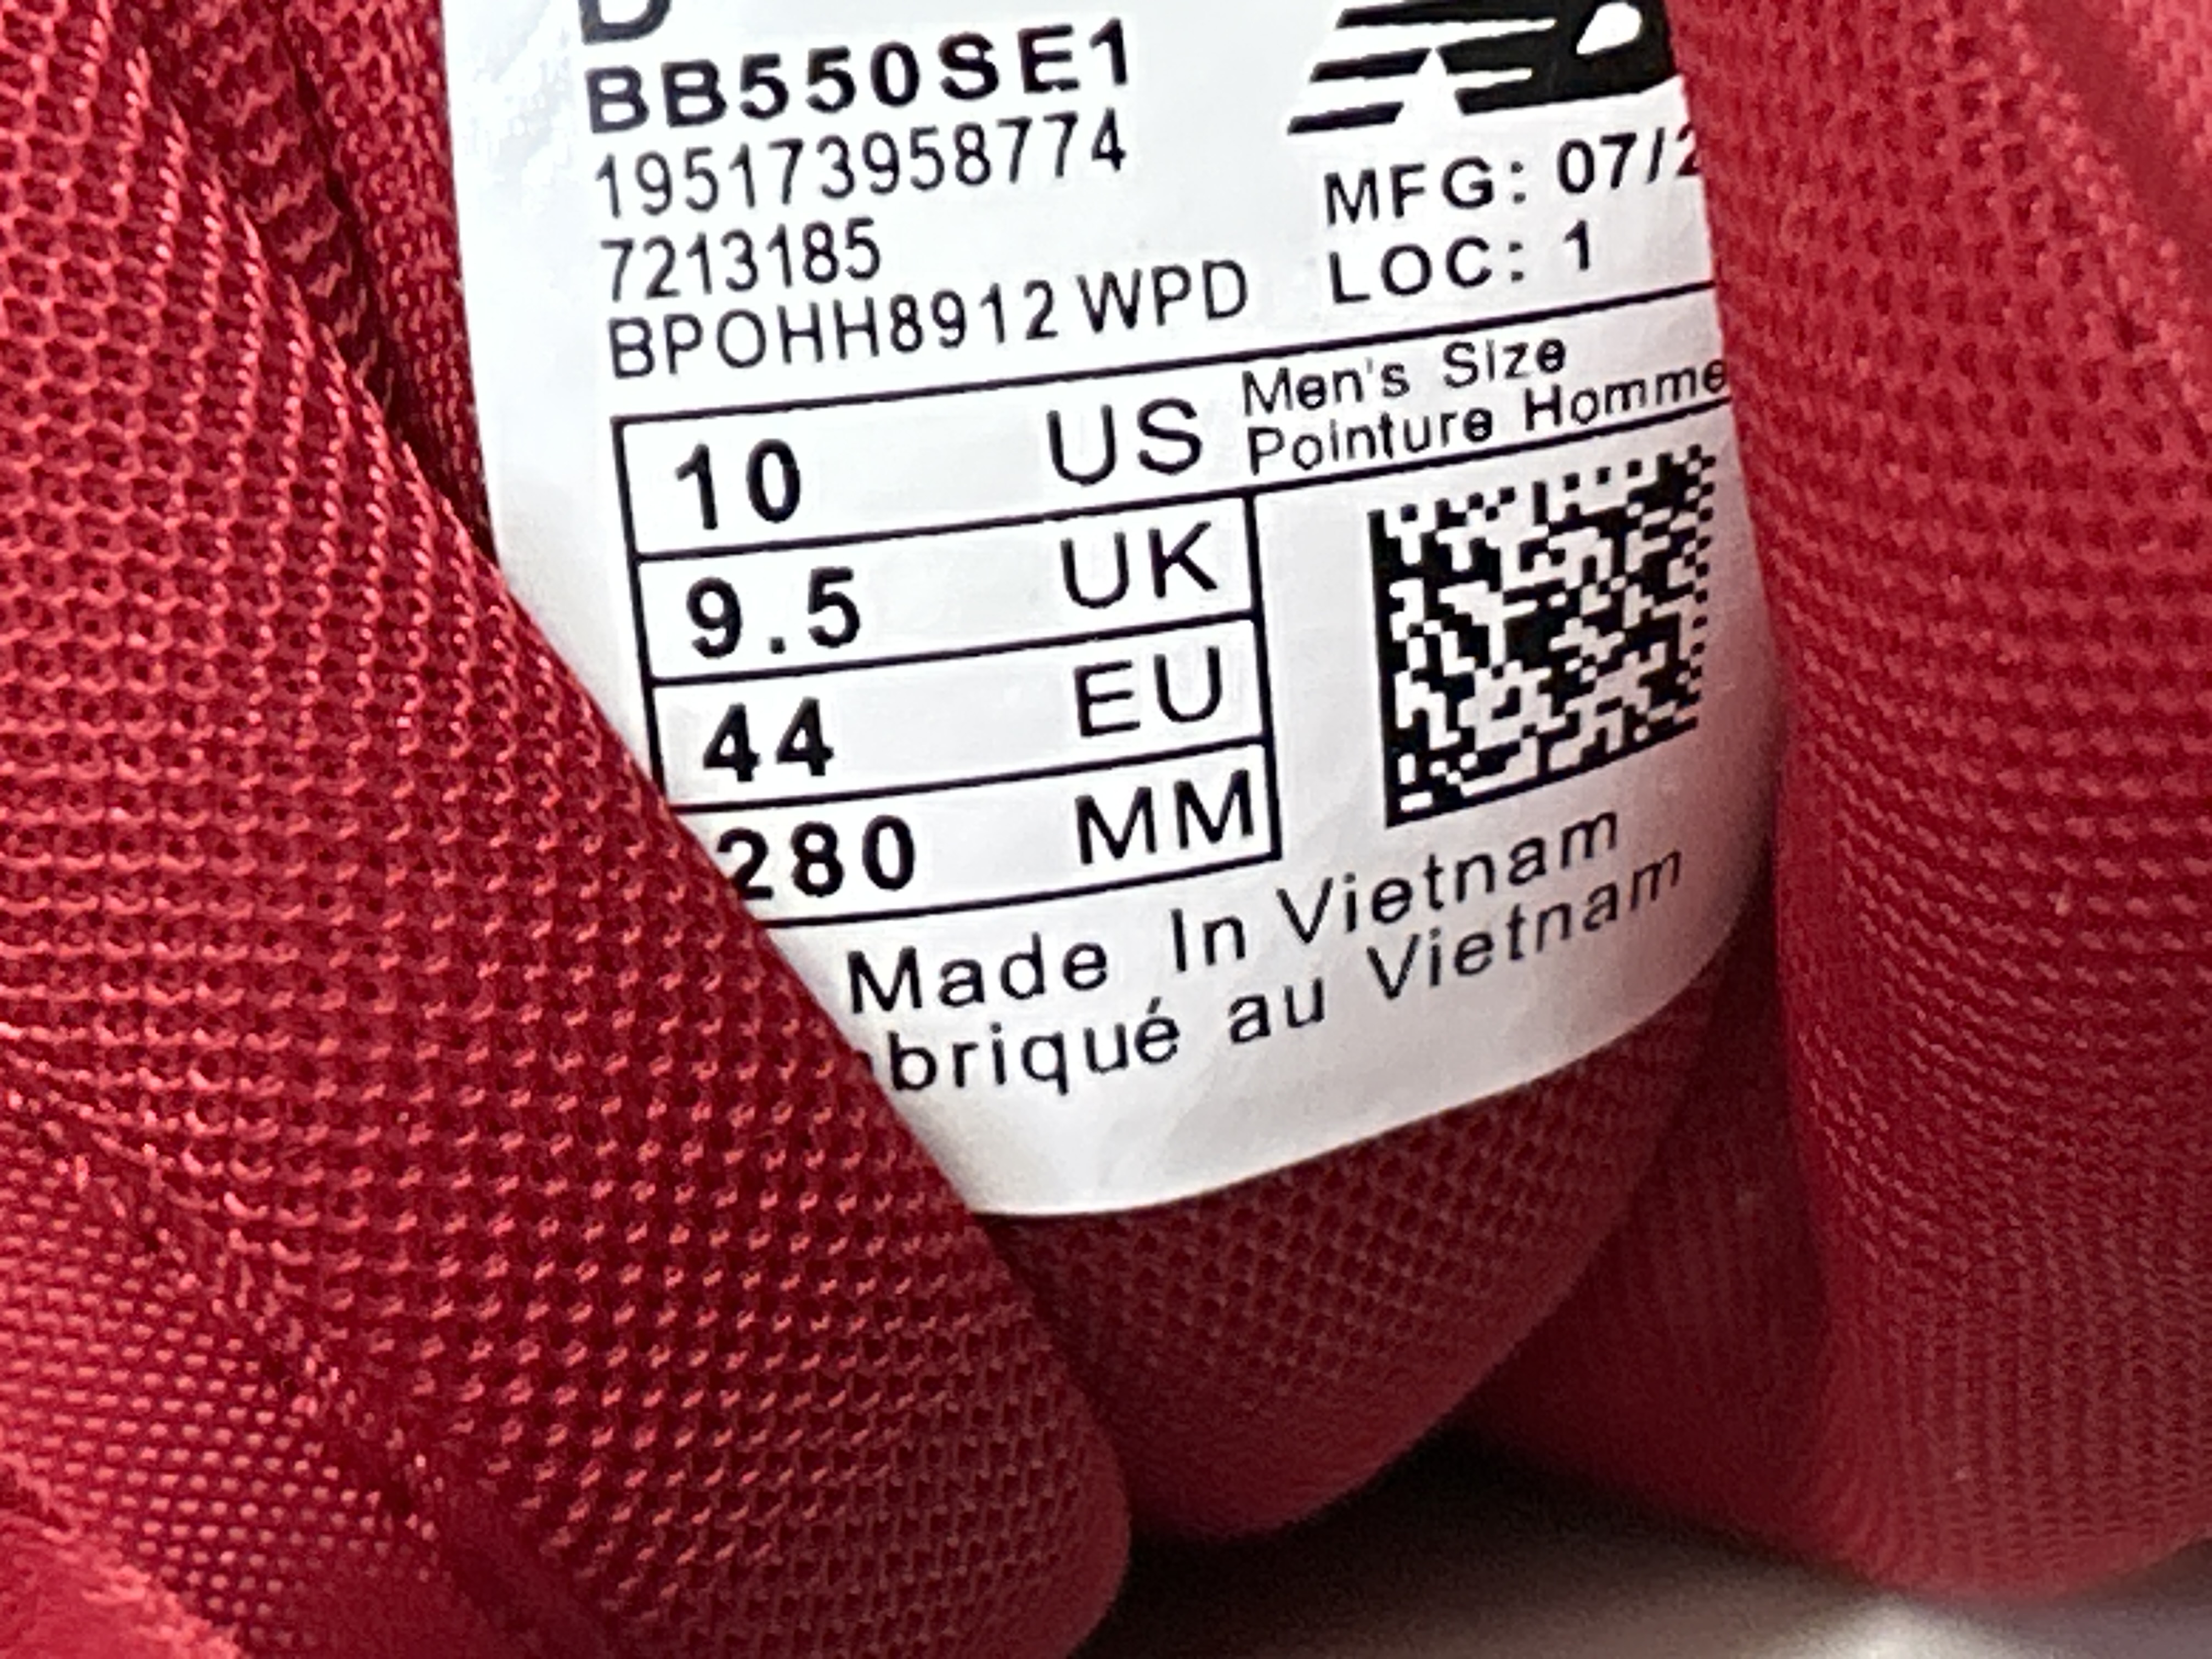 D
BB550SE1
195173958774
7213185
BPOHH8912 WPD
MFG: 07/2
LOC: 1
10 US Men's Size
Pointure Homme
9.5 UK
44 EU
280 MM
Made In Vietnam
briqué au Vietnam